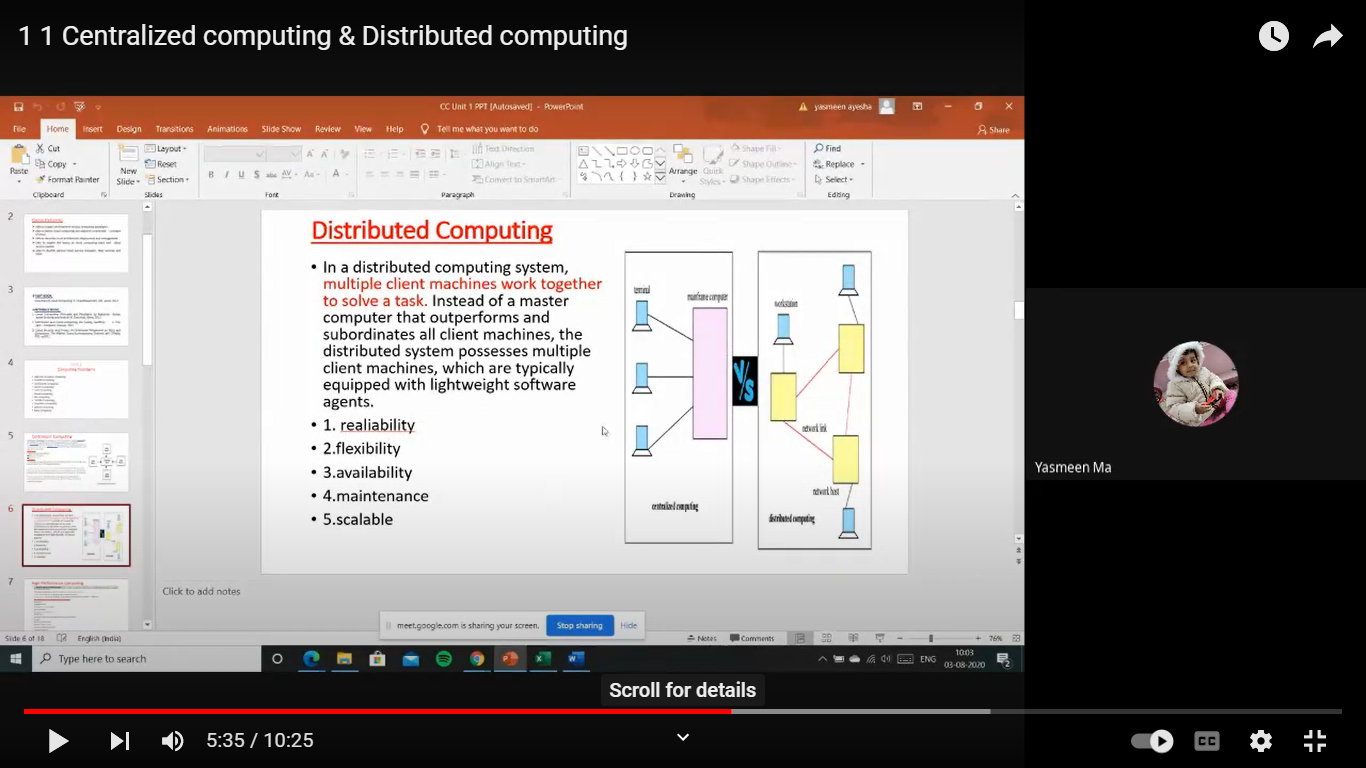 1 1 Centralized computing & Distributed computing
CC Unit 1 PPT [Autosaved] - PowerPoint
yasmeen ayesha
File Home Insert Design Transitions Animations Slide Show Review View Help Tell me what you want to do
Share
Paste
Cut
Copy
Format Painter
Clipboard
New Slide
Layout
Reset
Section
Slides
Font
Text Direction
Align Text
Convert to SmartArt
Paragraph
Arrange
Quick Styles
Shape Fill
Shape Outline
Shape Effects
Drawing
Find
Replace
Select
Editing
2
3
4
5
6
7
Distributed Computing
• In a distributed computing system,
multiple client machines work together
to solve a task. Instead of a master
computer that outperforms and
subordinates all client machines, the
distributed system possesses multiple
client machines, which are typically
equipped with lightweight software
agents.
• 1. realiability
• 2.flexibility
• 3.availability
• 4.maintenance
• 5.scalable
terminal
mainframe computer
centralized computing
V/S
workstation
network link
network host
distributed computing
Click to add notes
meet.google.com is sharing your screen.
Stop sharing
Hide
Slide 6 of 18
English (India)
Notes
Comments
76%
Type here to search
ENG
10:03
03-08-2020
2
Yasmeen Ma
Scroll for details
5:35 / 10:25
CC